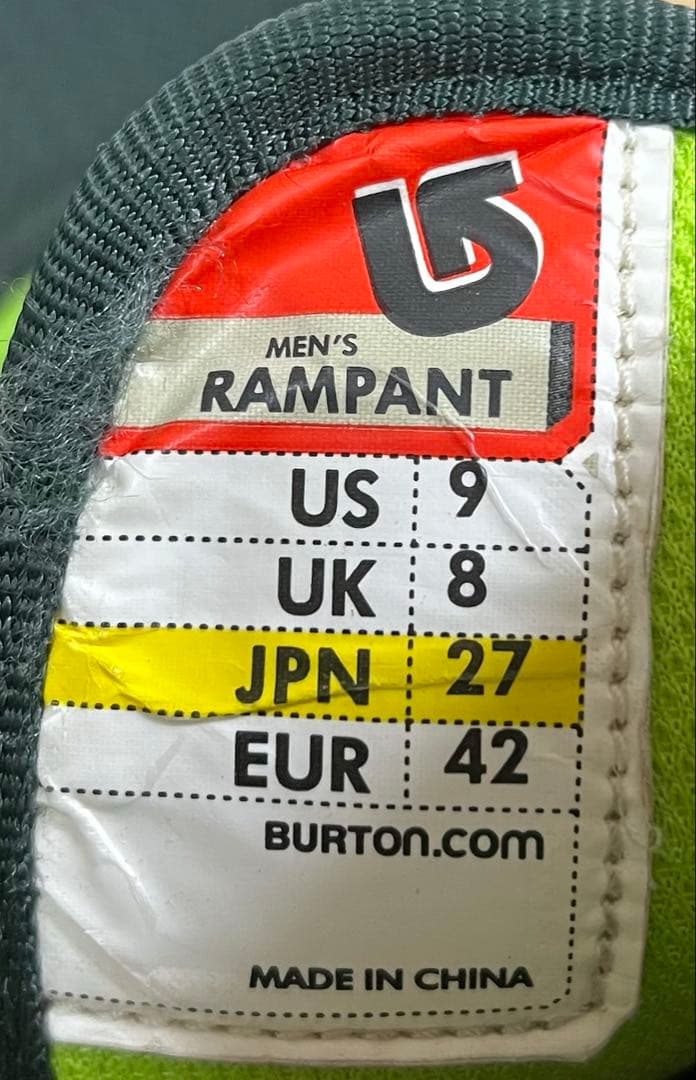 MEN'S
RAMPANT
US 9
UK 8
JPN 27
EUR 42
BURTON.COM
MADE IN CHINA